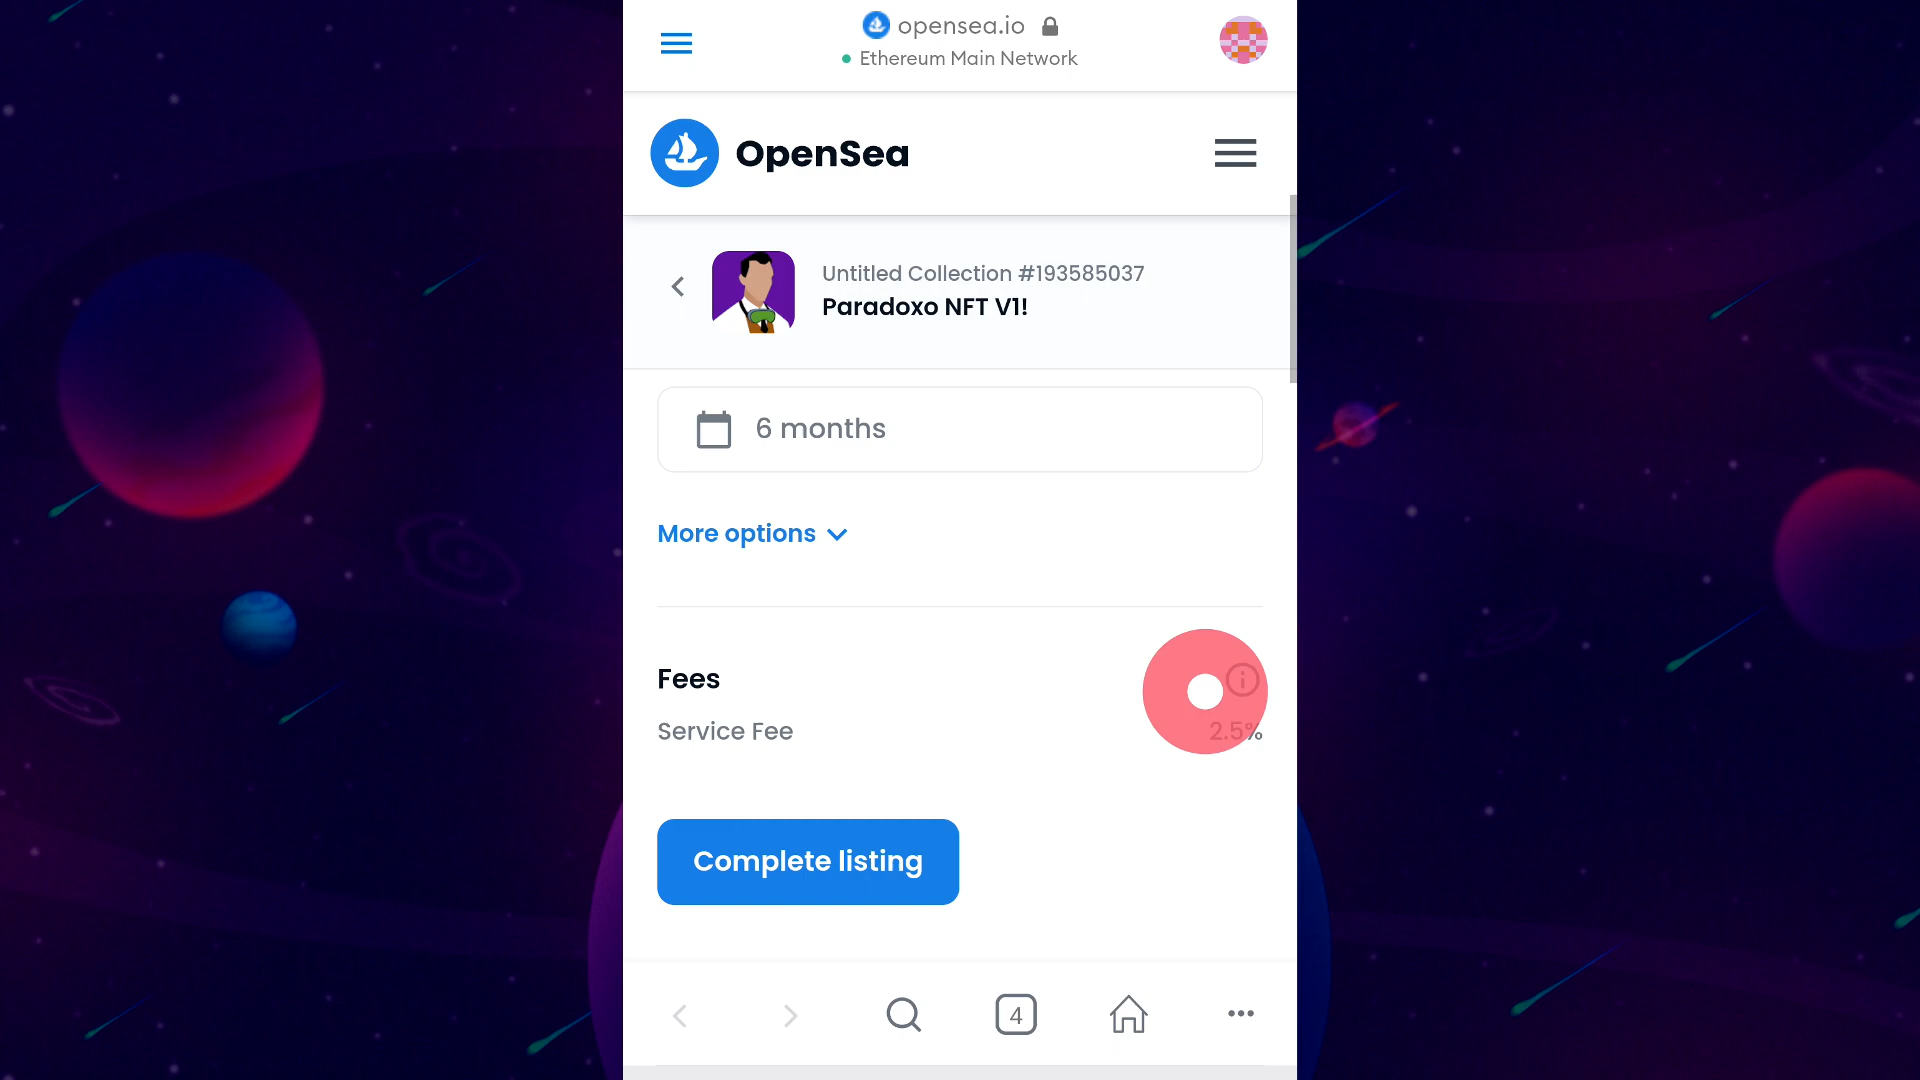 opensea.io
Ethereum Main Network
OpenSea
Untitled Collection #193585037
Paradoxo NFT V1!
6 months
More options
Fees
Service Fee 2.5%
Complete listing
4